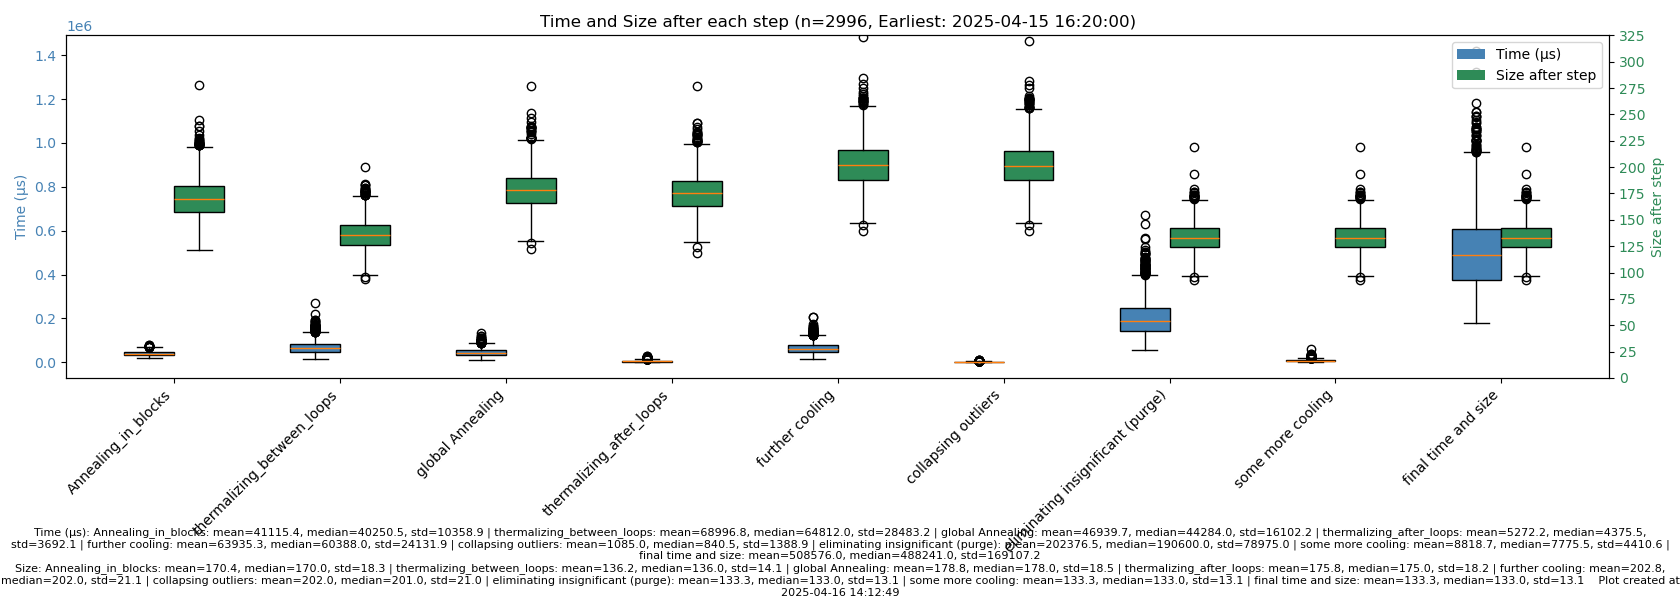 Time and Size after each step (n=2996, Earliest: 2025-04-15 16:20:00)
1e6
1.4
1.2
1.0
0.8
0.6
0.4
0.2
0.0
Time (µs)
325
300
275
250
225
200
175
150
125
100
75
50
25
0
Size after step
Time (µs)
Size after step
Annealing_in_blocks
thermalizing_between_loops
global Annealing
thermalizing_after_loops
further cooling
collapsing outliers
eliminating insignificant (purge)
some more cooling
final time and size
Time (µs): Annealing_in_blocks: mean=41115.4, median=40250.5, std=10358.9 | thermalizing_between_loops: mean=68996.8, median=64812.0, std=28483.2 | global Annealing: mean=46939.7, median=44284.0, std=16102.2 | thermalizing_after_loops: mean=5272.2, median=4375.5,
std=3692.1 | further cooling: mean=63935.3, median=60388.0, std=24131.9 | collapsing outliers: mean=1085.0, median=840.5, std=1388.9 | eliminating insignificant (purge): mean=202376.5, median=190600.0, std=78975.0 | some more cooling: mean=8818.7, median=7775.5, std=4410.6 |
final time and size: mean=508576.0, median=488241.0, std=169107.2
Size: Annealing_in_blocks: mean=170.4, median=170.0, std=18.3 | thermalizing_between_loops: mean=136.2, median=136.0, std=14.1 | global Annealing: mean=178.8, median=178.0, std=18.5 | thermalizing_after_loops: mean=175.8, median=175.0, std=18.2 | further cooling: mean=202.8,
median=202.0, std=21.1 | collapsing outliers: mean=202.0, median=201.0, std=21.0 | eliminating insignificant (purge): mean=133.3, median=133.0, std=13.1 | some more cooling: mean=133.3, median=133.0, std=13.1 | final time and size: mean=133.3, median=133.0, std=13.1 Plot created at
2025-04-16 14:12:49